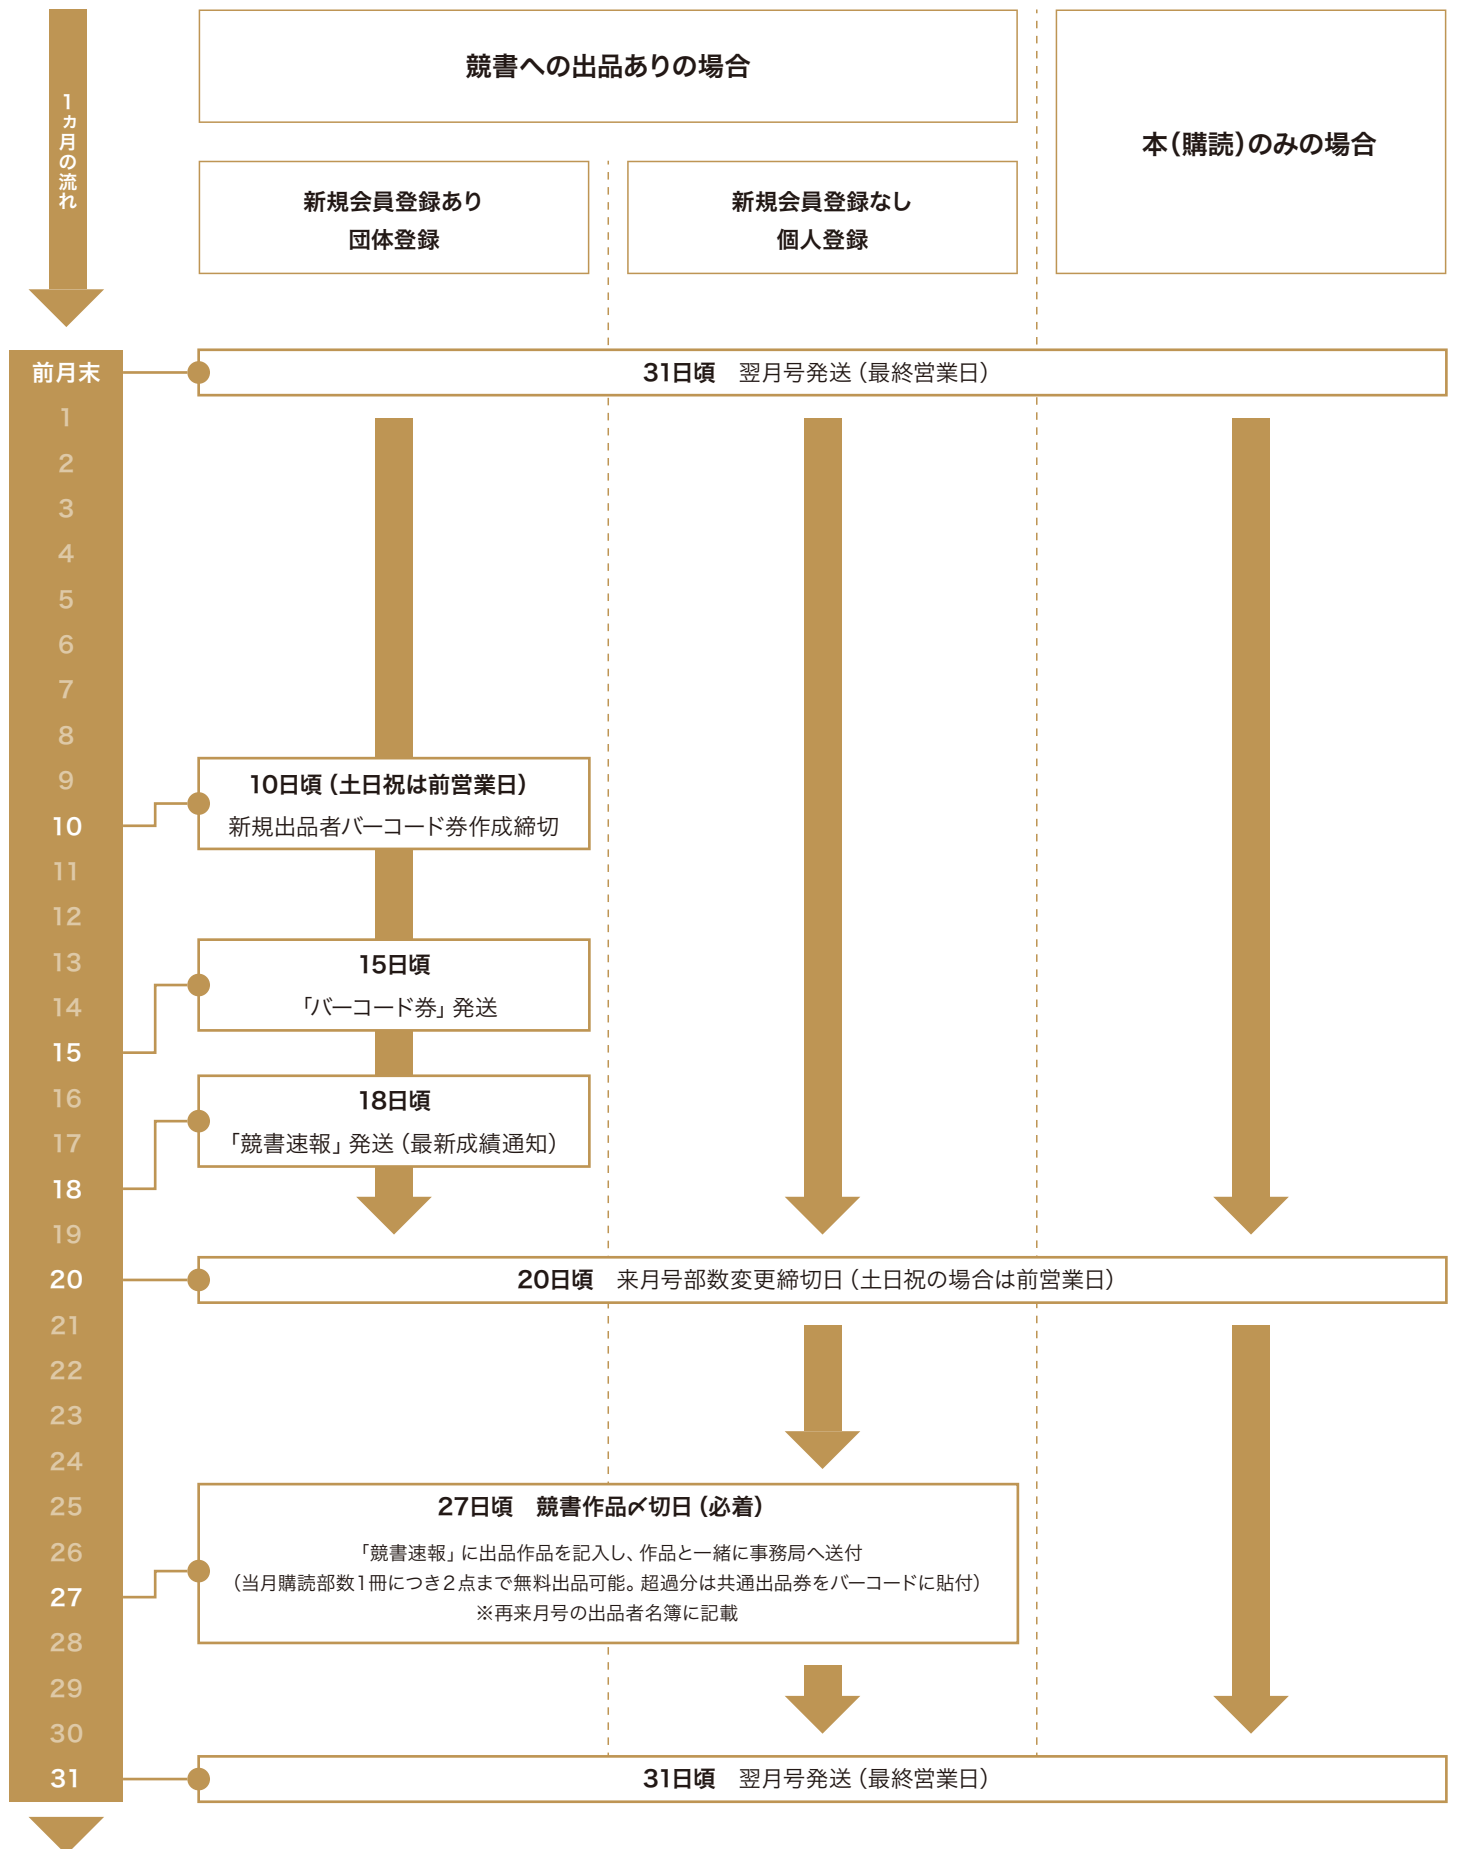 1ヵ月の流れ
競書への出品ありの場合
本(購読)のみの場合
新規会員登録あり
団体登録
新規会員登録なし
個人登録
前月末
31日頃　翌月号発送（最終営業日）
1
2
3
4
5
6
7
8
9
10日頃（土日祝は前営業日）
新規出品者バーコード券作成締切
10
11
12
13
15日頃
「バーコード券」発送
14
15
16
18日頃
「競書速報」発送（最新成績通知）
17
18
19
20
20日頃　来月号部数変更締切日（土日祝の場合は前営業日）
21
22
23
24
25
27日頃　競書作品〆切日（必着）
26
「競書速報」に出品作品を記入し、作品と一緒に事務局へ送付
（当月購読部数1冊につき2点まで無料出品可能。超過分は共通出品券をバーコードに貼付）
27
※再来月号の出品者名簿に記載
28
29
30
31
31日頃　翌月号発送（最終営業日）